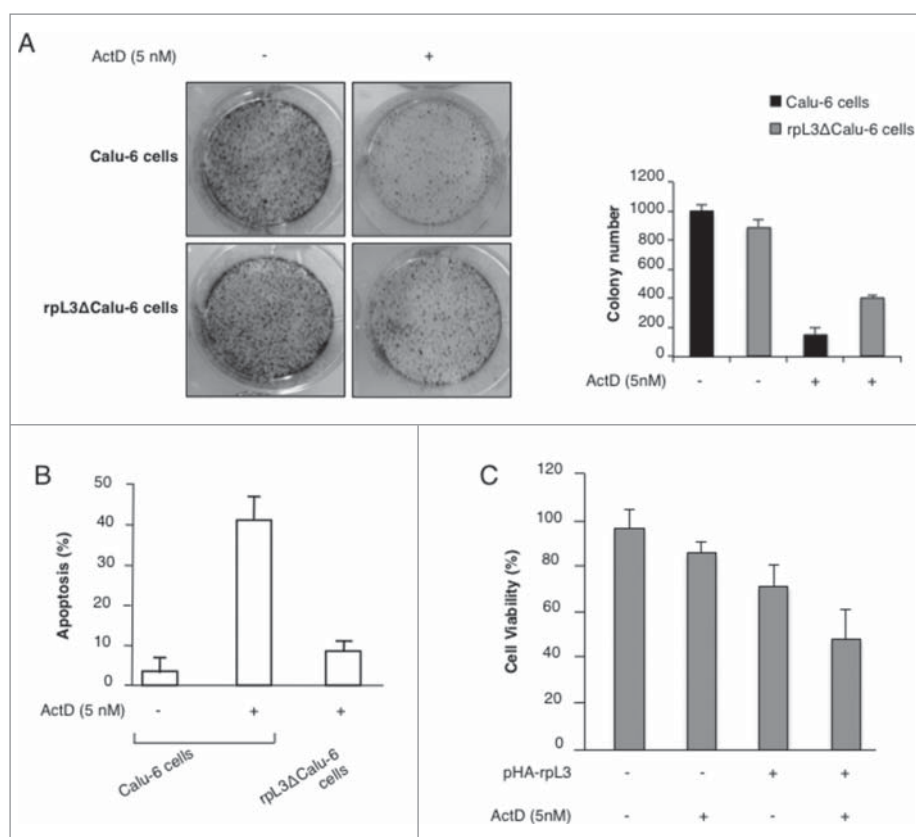 A
ActD (5 nM)
- +
Calu-6 cells
rpL3ΔCalu-6 cells
Calu-6 cells
rpL3ΔCalu-6 cells
Colony number
1200
1000
800
600
400
200
0
ActD (5nM) - - + +
B
Apoptosis (%)
50
40
30
20
10
0
ActD (5 nM) - + +
Calu-6 cells
rpL3ΔCalu-6
cells
C
Cell Viability (%)
120
100
80
60
40
20
0
pHA-rpL3 - - + +
ActD (5nM) - + - +